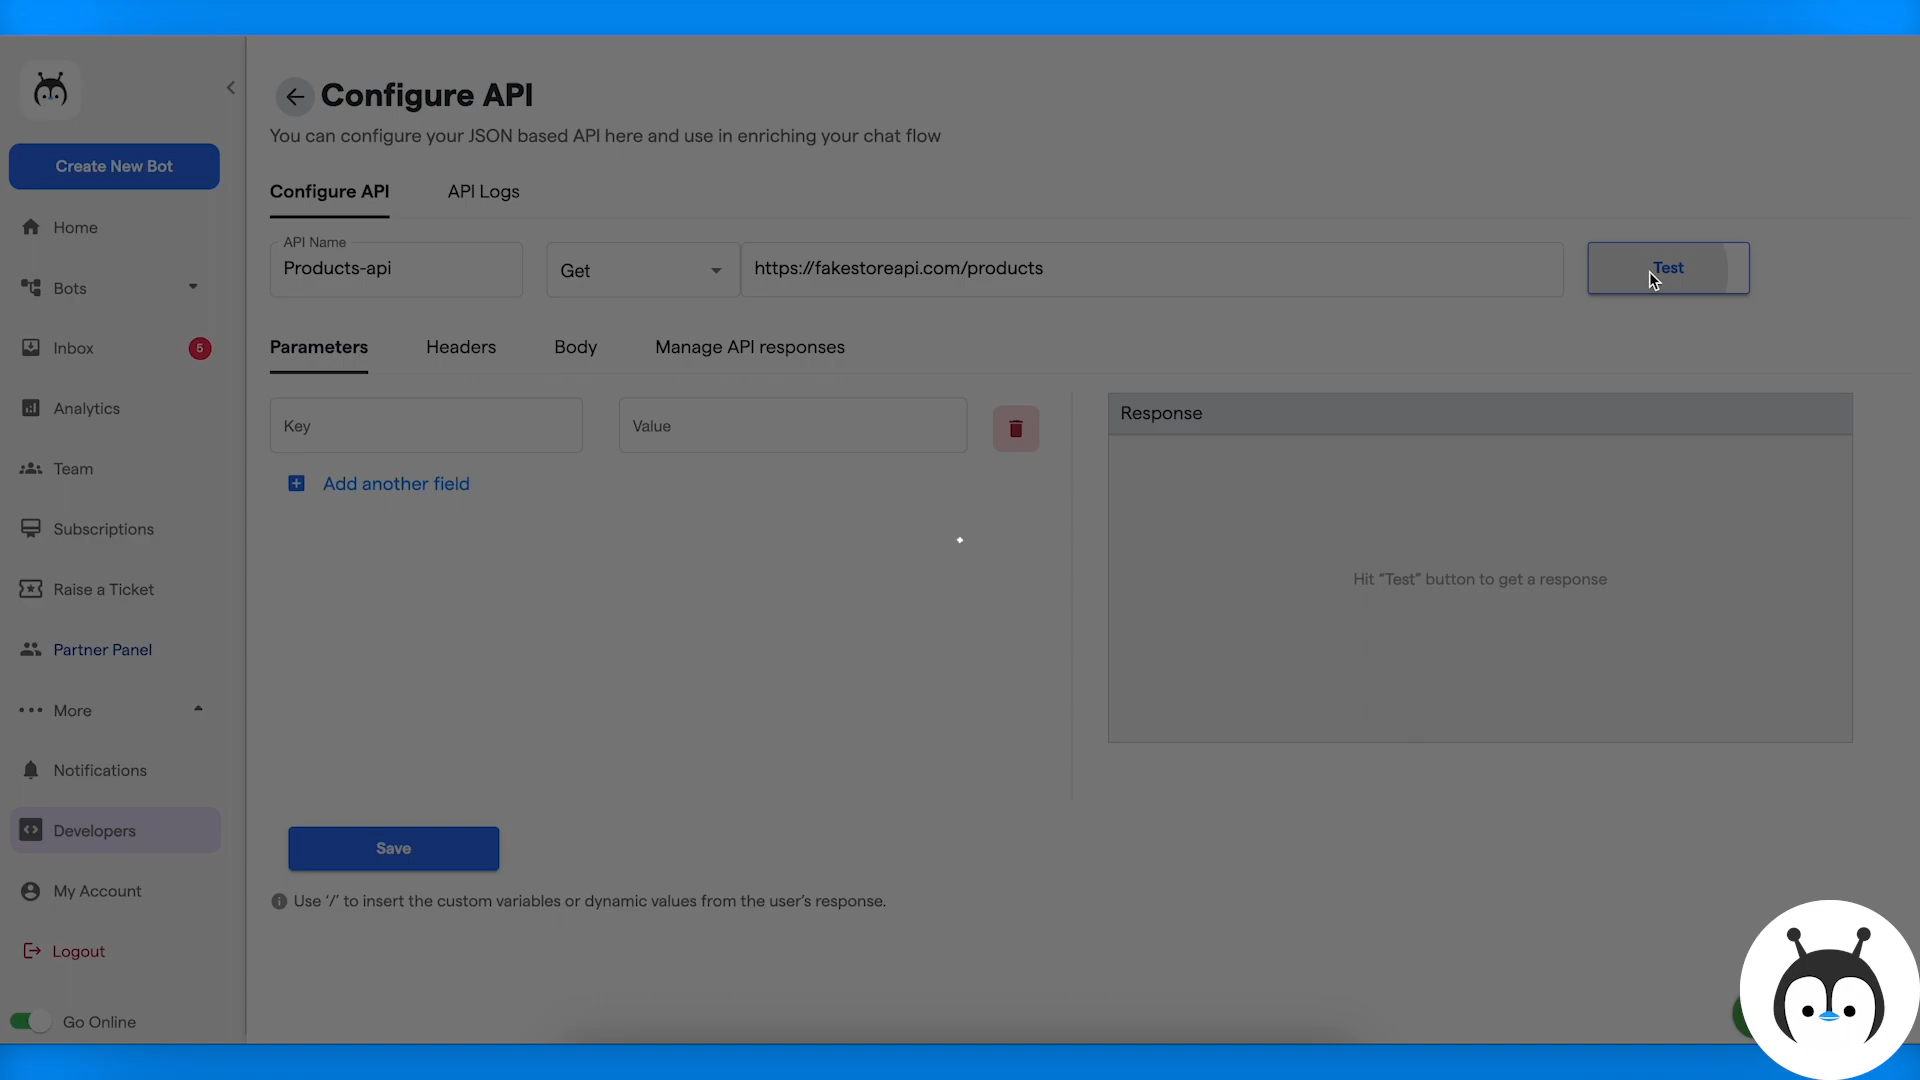 Create New Bot
Home
Bots
Inbox
5
Analytics
Team
Subscriptions
Raise a Ticket
Partner Panel
More
Notifications
Developers
My Account
Logout
Go Online
Configure API
You can configure your JSON based API here and use in enriching your chat flow
Configure API
API Logs
API Name
Products-api
Get
https://fakestoreapi.com/products
Test
Parameters
Headers
Body
Manage API responses
Key
Value
Add another field
Response
Hit “Test” button to get a response
Save
Use ‘/’ to insert the custom variables or dynamic values from the user’s response.